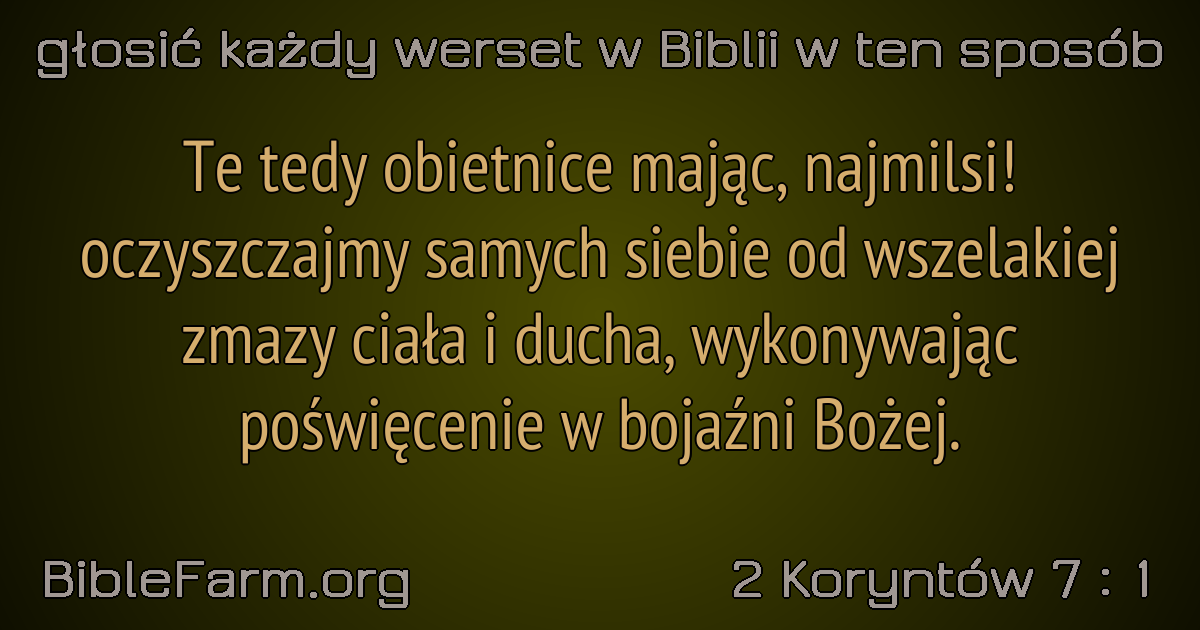 głosić każdy werset w Biblii w ten sposób
Te tedy obietnice mając, najmilsi!
oczyszczajmy samych siebie od wszelakiej
zmazy ciała i ducha, wykonywając
poświęcenie w bojaźni Bożej.
BibleFarm.org
2 Koryntów 7 : 1